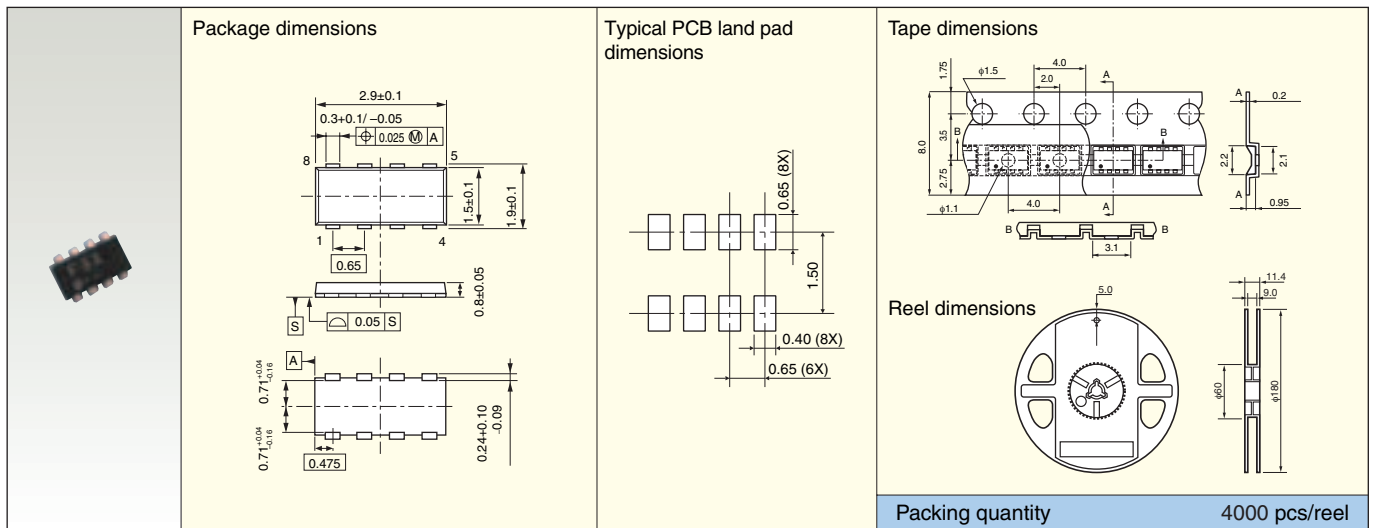 Package dimensions
2.9±0.1
0.3+0.1/ −0.05
⌖ 0.025 Ⓜ A
8
5
1.5±0.1
1.9±0.1
1
4
0.65
0.8±0.05
S
⌓ 0.05 S
A
0.71+0.04 -0.16
0.71+0.04 -0.16
0.475
0.24+0.10 -0.09
Typical PCB land pad
dimensions
0.65 (8X)
1.50
0.40 (8X)
0.65 (6X)
Tape dimensions
1.75
φ1.5
4.0
2.0
A
A
0.2
8.0
3.5
B
B
2.2
2.1
2.75
φ1.1
4.0
A
A
0.95
B
B
3.1
Reel dimensions
5.0
11.4
9.0
φ60
φ180
Packing quantity 4000 pcs/reel